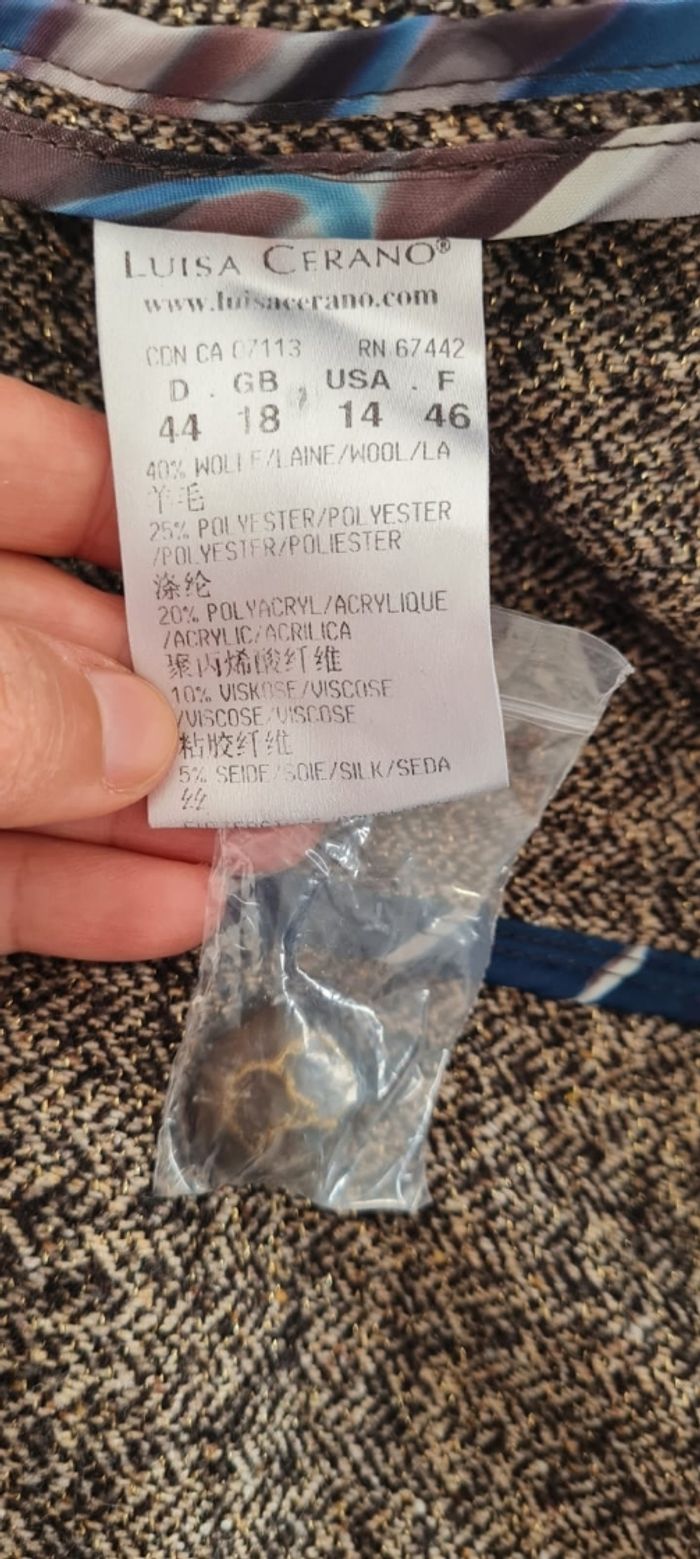 LUISA CERANO®
www.luisacerano.com
CDN CA 07113 RN 67442
D . GB , USA . F
44 18 14 46
40% WOLLE/LAINE/WOOL/LA
羊毛
25% POLYESTER/POLYESTER
/POLYESTER/POLIESTER
涤纶
20% POLYACRYL/ACRYLIQUE
/ACRYLIC/ACRILICA
聚丙烯酸纤维
10% VISKOSE/VISCOSE
/VISCOSE/VISCOSE
粘胶纤维
5% SEIDE/SOIE/SILK/SEDA
丝